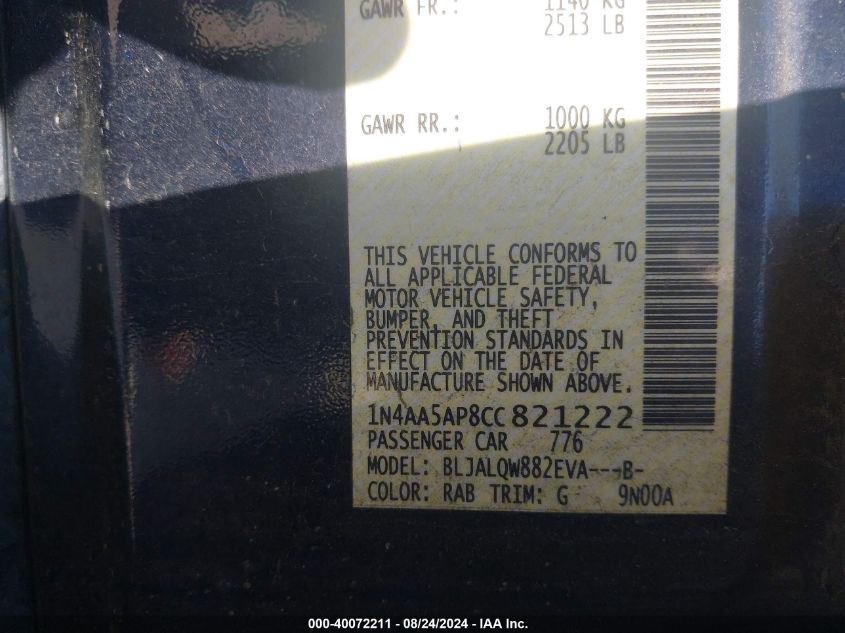 GAWR FR.: 1140 KG
2513 LB
GAWR RR.: 1000 KG
2205 LB
THIS VEHICLE CONFORMS TO
ALL APPLICABLE FEDERAL
MOTOR VEHICLE SAFETY,
BUMPER, AND THEFT
PREVENTION STANDARDS IN
EFFECT ON THE DATE OF
MANUFACTURE SHOWN ABOVE.
1N4AA5AP8CC821222
PASSENGER CAR 776
MODEL: BLJALQW882EVA---B-
COLOR: RAB TRIM: G 9N00A
000-40072211 - 08/24/2024 - IAA Inc.